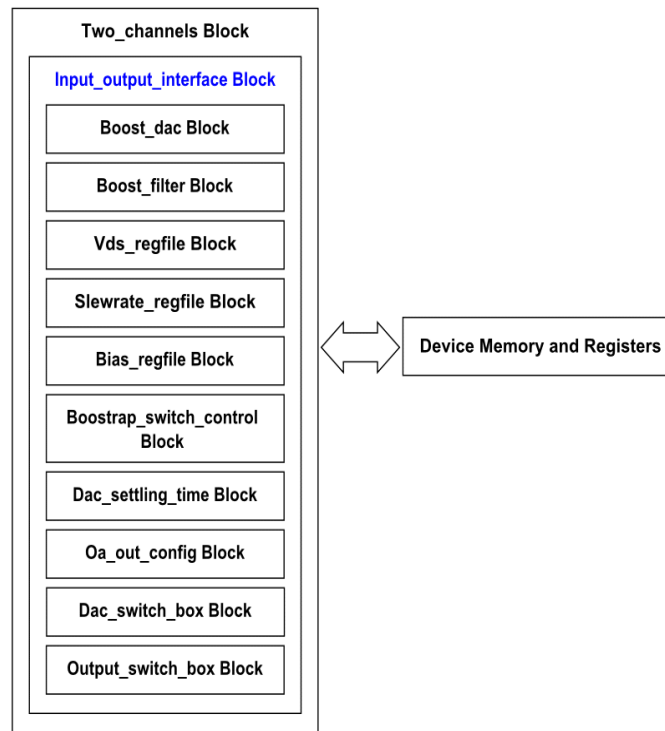 Two_channels Block
Input_output_interface Block
Boost_dac Block
Boost_filter Block
Vds_regfile Block
Slewrate_regfile Block
Bias_regfile Block
Boostrap_switch_control
Block
Dac_settling_time Block
Oa_out_config Block
Dac_switch_box Block
Output_switch_box Block
Device Memory and Registers